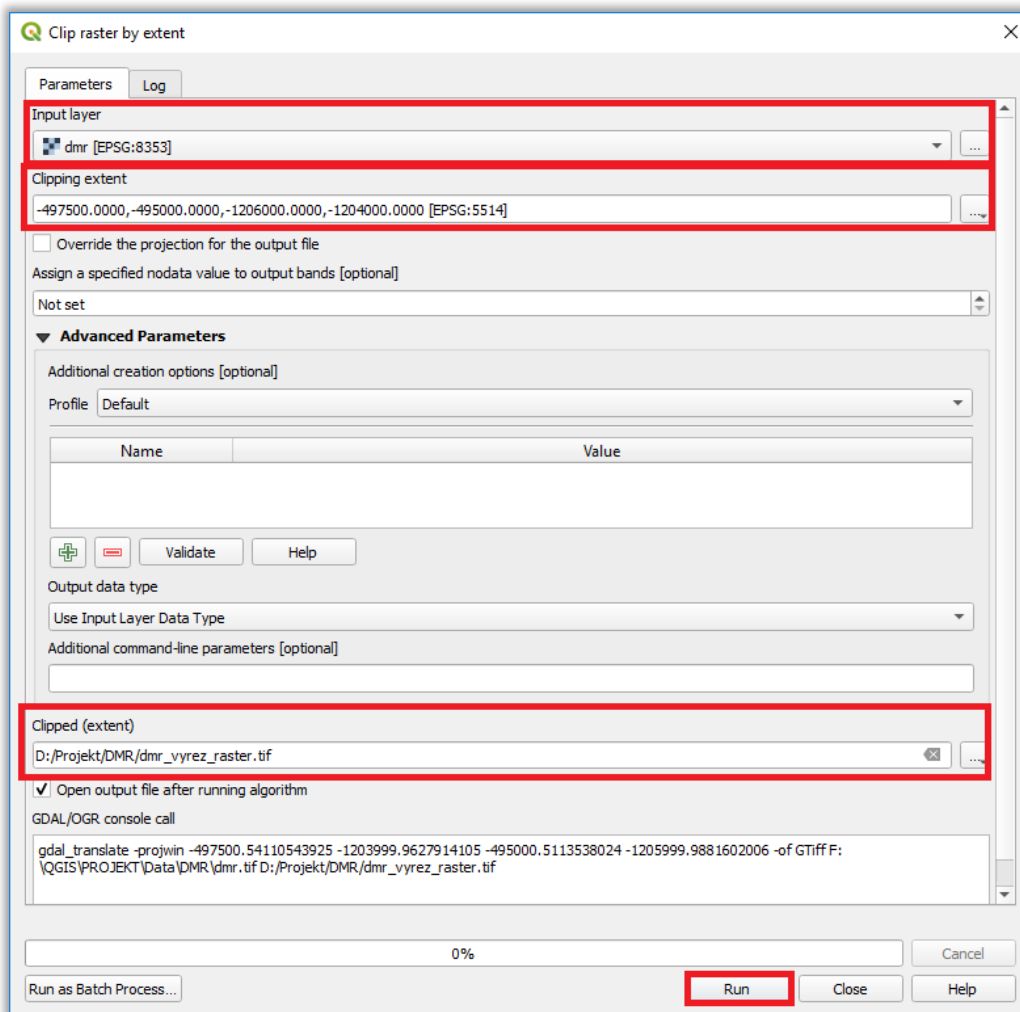 Clip raster by extent
Parameters
Log
Input layer
dmr [EPSG:8353]
...
Clipping extent
-497500.0000,-495000.0000,-1206000.0000,-1204000.0000 [EPSG:5514]
...
Override the projection for the output file
Assign a specified nodata value to output bands [optional]
Not set
Advanced Parameters
Additional creation options [optional]
Profile Default
Name Value
Validate Help
Output data type
Use Input Layer Data Type
Additional command-line parameters [optional]
Clipped (extent)
D:/Projekt/DMR/dmr_vyrez_raster.tif
...
Open output file after running algorithm
GDAL/OGR console call
gdal_translate -projwin -497500.54110543925 -1203999.9627914105 -495000.5113538024 -1205999.9881602006 -of GTiff F:
\QGIS\PROJEKT\Data\DMR\dmr.tif D:/Projekt/DMR/dmr_vyrez_raster.tif
0%
Cancel
Run as Batch Process...
Run
Close
Help